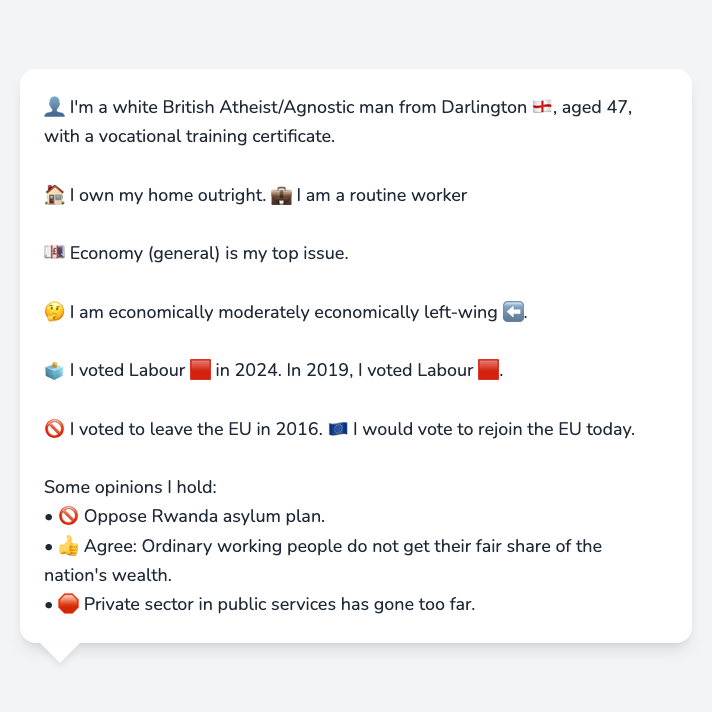 👤 I'm a white British Atheist/Agnostic man from Darlington 🏴󠁧󠁢󠁥󠁮󠁧󠁿, aged 47,
with a vocational training certificate.
🏠 I own my home outright. 💼 I am a routine worker
💷 Economy (general) is my top issue.
🤔 I am economically moderately economically left-wing ⬅️.
🗳️ I voted Labour 🟥 in 2024. In 2019, I voted Labour 🟥.
🚫 I voted to leave the EU in 2016. 🇪🇺 I would vote to rejoin the EU today.
Some opinions I hold:
• 🚫 Oppose Rwanda asylum plan.
• 👍 Agree: Ordinary working people do not get their fair share of the
nation's wealth.
• 🛑 Private sector in public services has gone too far.